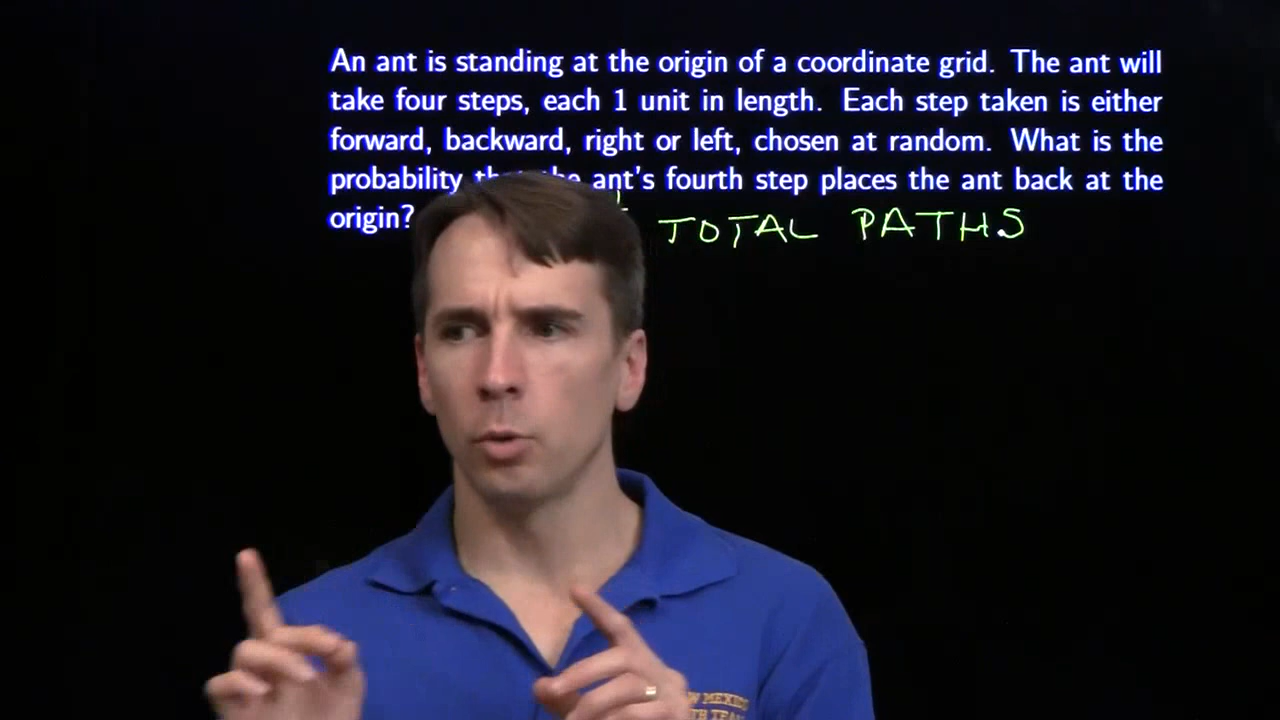 An ant is standing at the origin of a coordinate grid. The ant will
take four steps, each 1 unit in length. Each step taken is either
forward, backward, right or left, chosen at random. What is the
probability the ant's fourth step places the ant back at the
origin? TOTAL PATHS
MEXICO